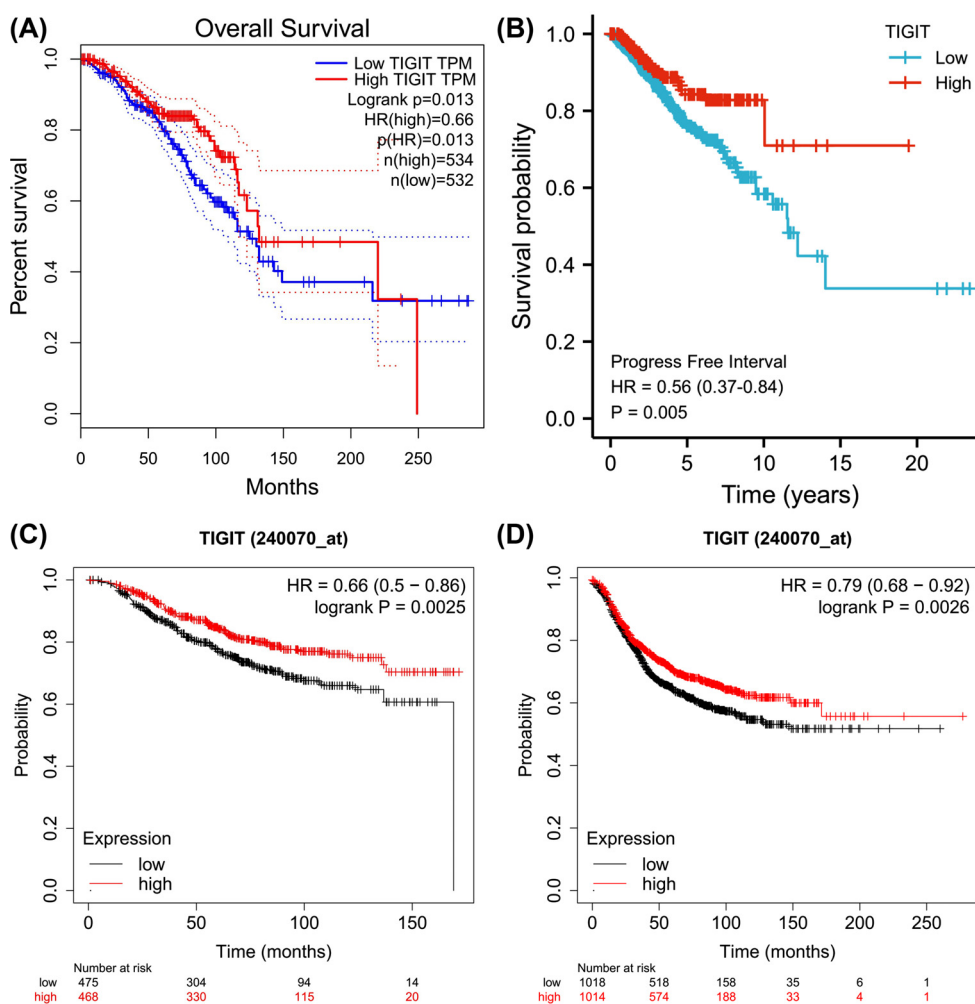 (A)
Overall Survival
Low TIGIT TPM
High TIGIT TPM
Logrank p=0.013
HR(high)=0.66
p(HR)=0.013
n(high)=534
n(low)=532
Percent survival
1.0
0.8
0.6
0.4
0.2
0.0
0 50 100 150 200 250
Months
(B)
TIGIT
Low
High
Survival probability
1.0
0.8
0.6
0.4
0.2
0.0
Progress Free Interval
HR = 0.56 (0.37-0.84)
P = 0.005
0 5 10 15 20
Time (years)
(C)
TIGIT (240070_at)
HR = 0.66 (0.5 − 0.86)
logrank P = 0.0025
Probability
1.0
0.8
0.6
0.4
0.2
0.0
Expression
low
high
0 50 100 150
Time (months)
Number at risk
low 475 304 94 14
high 468 330 115 20
(D)
TIGIT (240070_at)
HR = 0.79 (0.68 − 0.92)
logrank P = 0.0026
Probability
1.0
0.8
0.6
0.4
0.2
0.0
Expression
low
high
0 50 100 150 200 250
Time (months)
Number at risk
low 1018 518 158 35 6 1
high 1014 574 188 33 4 1